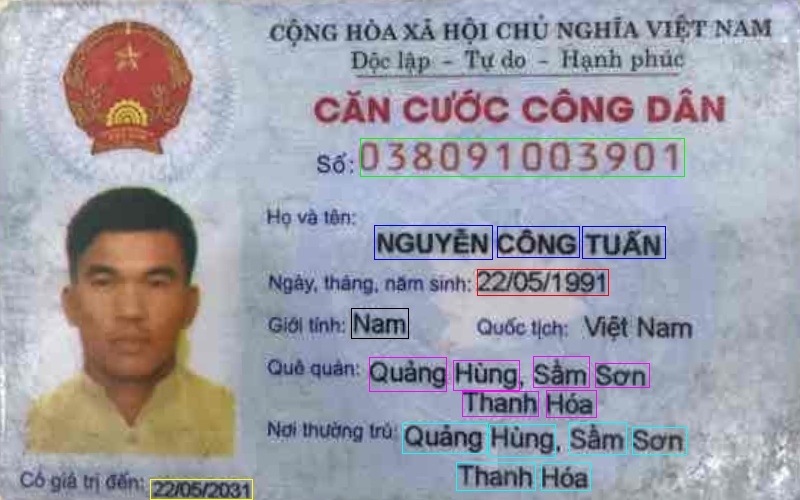 CỘNG HÒA XÃ HỘI CHỦ NGHĨA VIỆT NAM
Độc lập - Tự do - Hạnh phúc
CĂN CƯỚC CÔNG DÂN
Số: 038091003901
Họ và tên:
NGUYỄN CÔNG TUẤN
Ngày, tháng, năm sinh: 22/05/1991
Giới tính: Nam Quốc tịch: Việt Nam
Quê quán: Quảng Hùng, Sầm Sơn
Thanh Hóa
Nơi thường trú: Quảng Hùng, Sầm Sơn
Thanh Hóa
Có giá trị đến: 22/05/2031